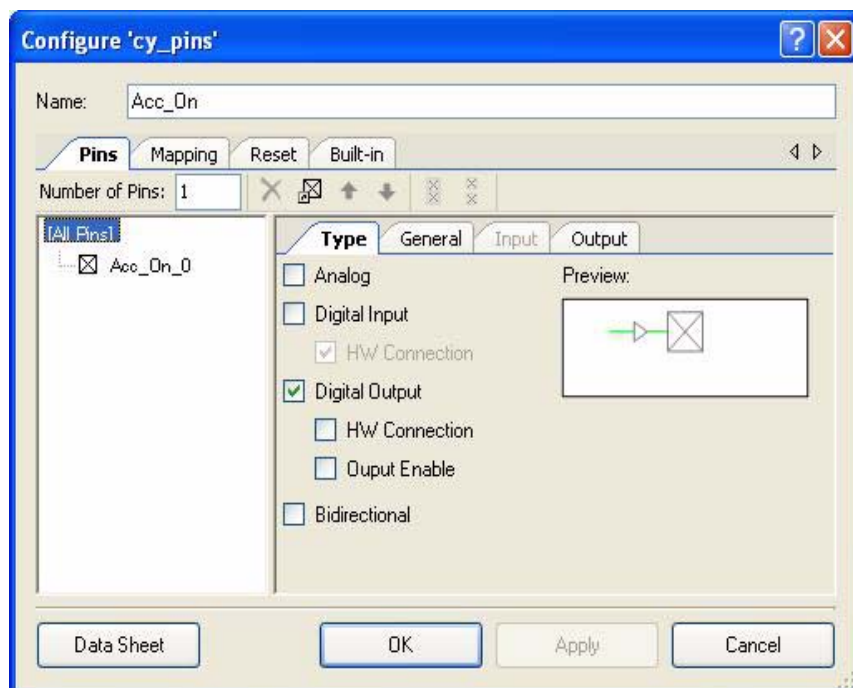 Configure 'cy_pins'
Name: Acc_On
Pins Mapping Reset Built-in
Number of Pins: 1
[All Pins]
Acc_On_0
Type General Input Output
Analog
Digital Input
HW Connection
Digital Output
HW Connection
Ouput Enable
Bidirectional
Preview:
Data Sheet OK Apply Cancel